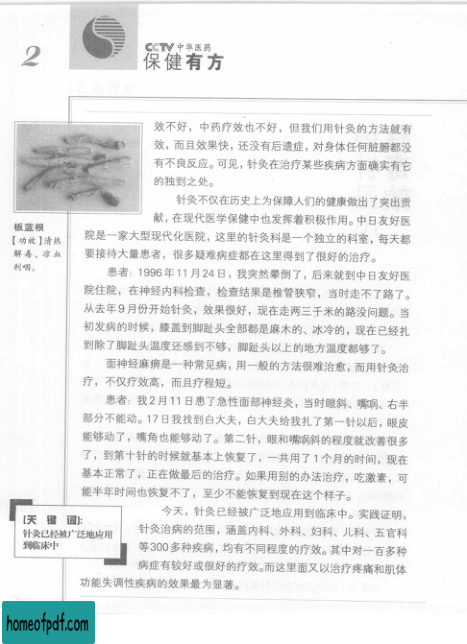 2
CCTV 中华医药
保健有方
效不好，中药疗效也不好，但我们用针灸的方法就有
效，而且效果快，还没有后遗症，对身体任何脏腑都没
有不良反应。可见，针灸在治疗某些疾病方面确实有它
的独到之处。
针灸不仅在历史上为保障人们的健康做出了突出贡
献，在现代医学保健中也发挥着积极作用。中日友好医
院是一家大型现代化医院，这里的针灸科是一个独立的科室，每天都
要接待大量患者，很多疑难病症都在这里得到了很好的治疗。
患者：1996年11月24日，我突然晕倒了，后来就到中日友好医
院住院，在神经内科检查，检查结果是椎管狭窄，当时走不了路了。
从去年9月份开始针灸，效果很好，现在走两三千米的路没问题。当
初发病的时候，膝盖到脚趾头全部都是麻木的、冰冷的，现在已经扎
到除了脚趾头温度还感到不够，脚趾头以上的地方温度都够了。
面神经麻痹是一种常见病，用一般的方法很难治愈，而用针灸治
疗，不仅疗效高，而且疗程短。
患者：我2月11日患了急性面部神经炎，当时眼斜、嘴㖞、右半
部分不能动。17日我找到白大夫，白大夫给我扎了第一针以后，眼皮
能够动了，嘴角也能够动了。第二针，眼和嘴㖞斜的程度就改善很多
了，到第十针的时候就基本上恢复了，一共用了1个月的时间，现在
基本正常了，正在做最后的治疗。如果用别的办法治疗，吃激素，可
能半年时间也恢复不了，至少不能恢复到现在这个样子。
今天，针灸已经被广泛地应用到临床中。实践证明，
针灸治病的范围，涵盖内科、外科、妇科、儿科、五官科
等300多种疾病，均有不同程度的疗效。其中对一百多种
病症有较好或很好的疗效。而这里面又以治疗疼痛和肌体
功能失调性疾病的效果最为显著。
板蓝根
【功效】清热
解毒，凉血
利咽。
［关 键 词］：
针灸已经被广泛地应用
到临床中
homeofpdf.com